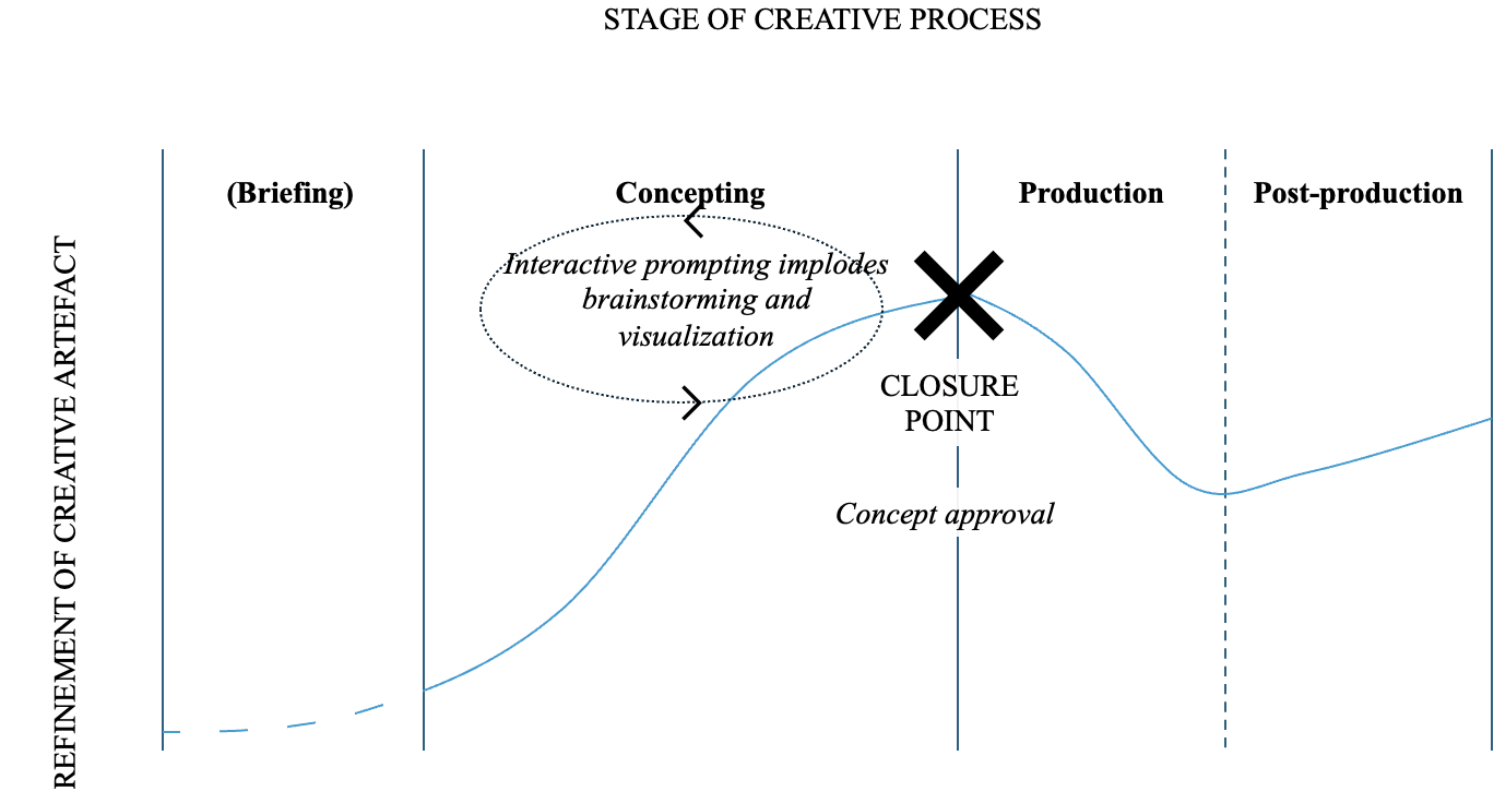 STAGE OF CREATIVE PROCESS
REFINEMENT OF CREATIVE ARTEFACT
(Briefing)
Concepting
Production
Post-production
Interactive prompting implodes
brainstorming and
visualization
CLOSURE
POINT
Concept approval